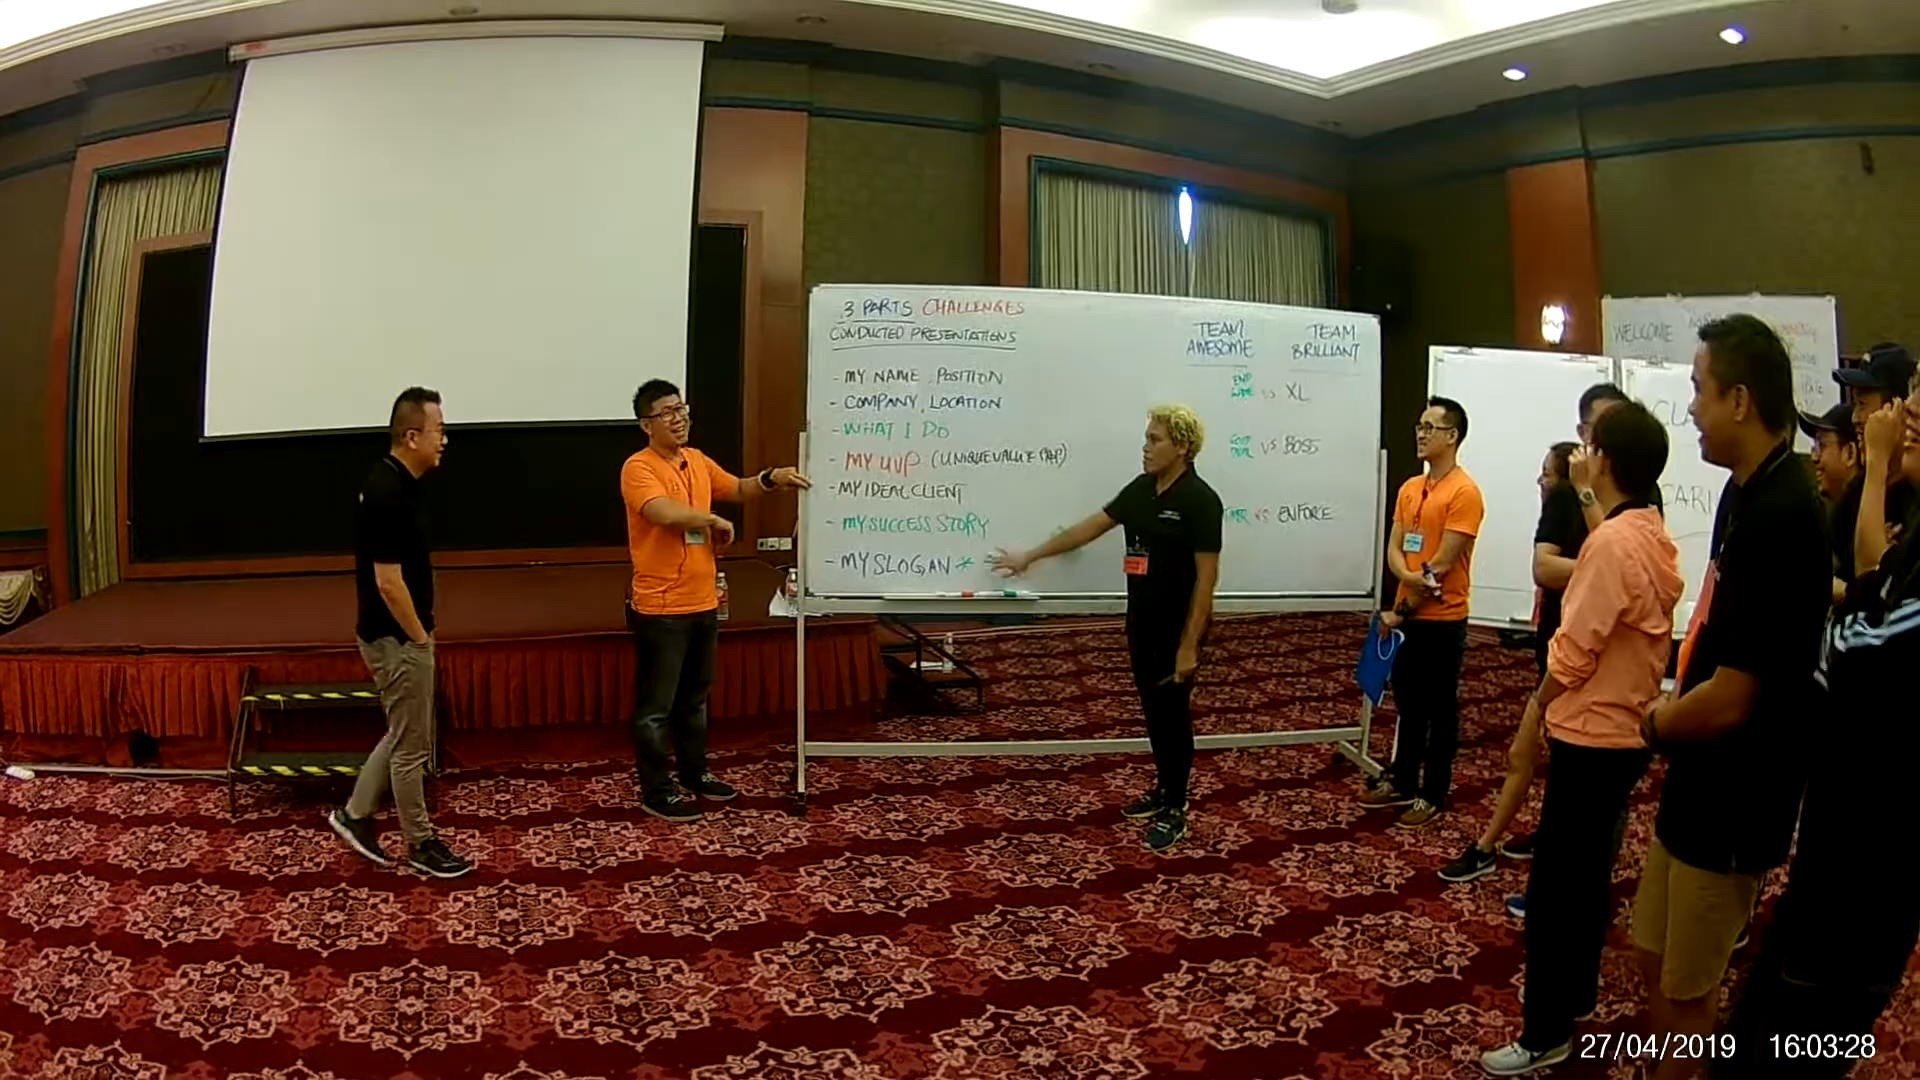 3 PARTS CHALLENGES
CONDUCTED PRESENTATIONS
- MY NAME, POSITION
- COMPANY, LOCATION
- WHAT I DO
- MY UVP (UNIQUE VALUE
- MY IDEAL CLIENT
- MY SUCCESS STORY
- MY SLOGAN *
TEAM AWESOME
TEAM BRILLIANT
VS XL
VS BOSS
VS ENFORCE
WELCOME
27/04/2019 16:03:28